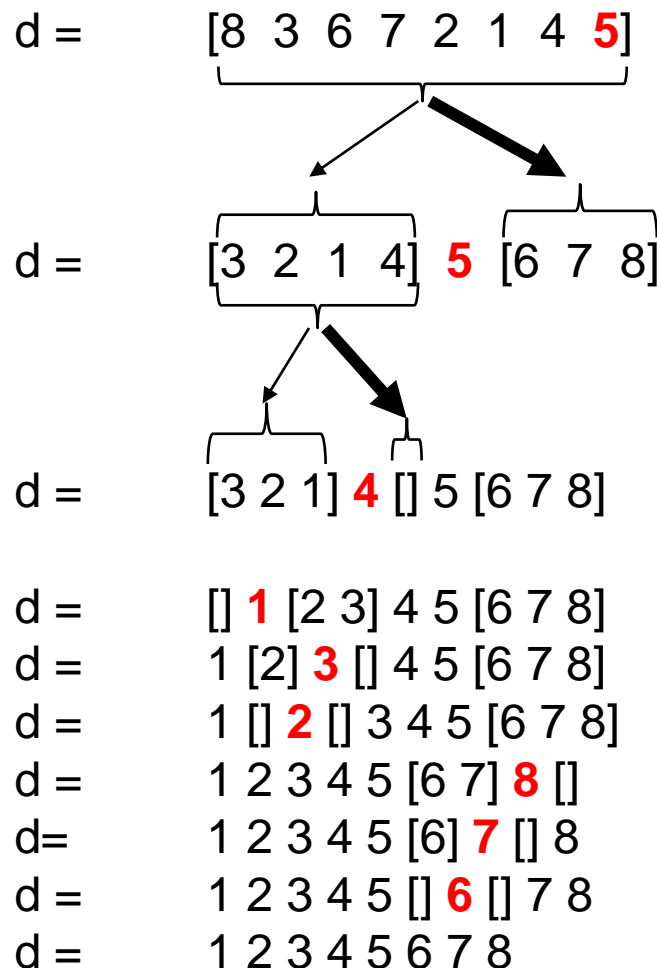 d = [8 3 6 7 2 1 4 5]
d = [3 2 1 4] 5 [6 7 8]
d = [3 2 1] 4 [] 5 [6 7 8]
d = [] 1 [2 3] 4 5 [6 7 8]
d = 1 [2] 3 [] 4 5 [6 7 8]
d = 1 [] 2 [] 3 4 5 [6 7 8]
d = 1 2 3 4 5 [6 7] 8 []
d= 1 2 3 4 5 [6] 7 [] 8
d = 1 2 3 4 5 [] 6 [] 7 8
d = 1 2 3 4 5 6 7 8